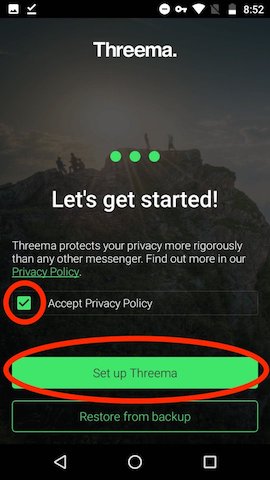 8:52
Threema.
Let's get started!
Threema protects your privacy more rigorously
than any other messenger. Find out more in our
Privacy Policy.
Accept Privacy Policy
Set up Threema
Restore from backup